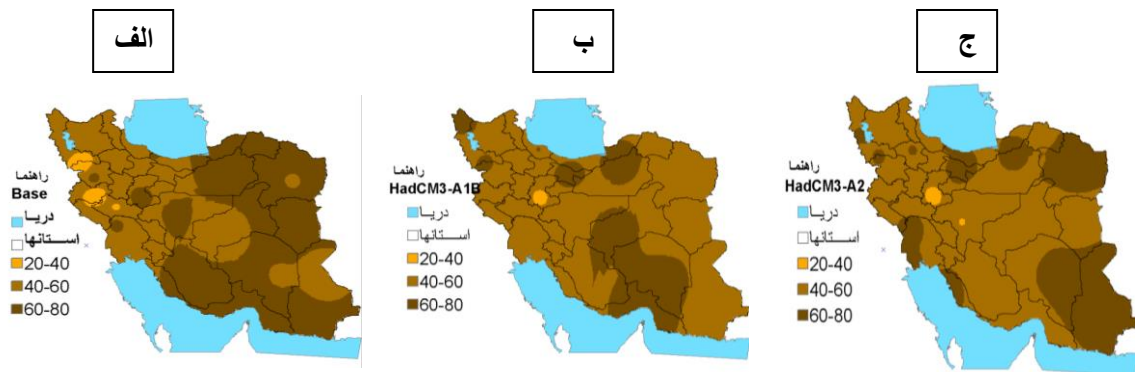 الف
ب
ج
راهنما
Base
دریا
استانها
20-40
40-60
60-80
راهنما
HadCM3-A1B
دریا
استانها
20-40
40-60
60-80
راهنما
HadCM3-A2
دریا
استانها
20-40
40-60
60-80